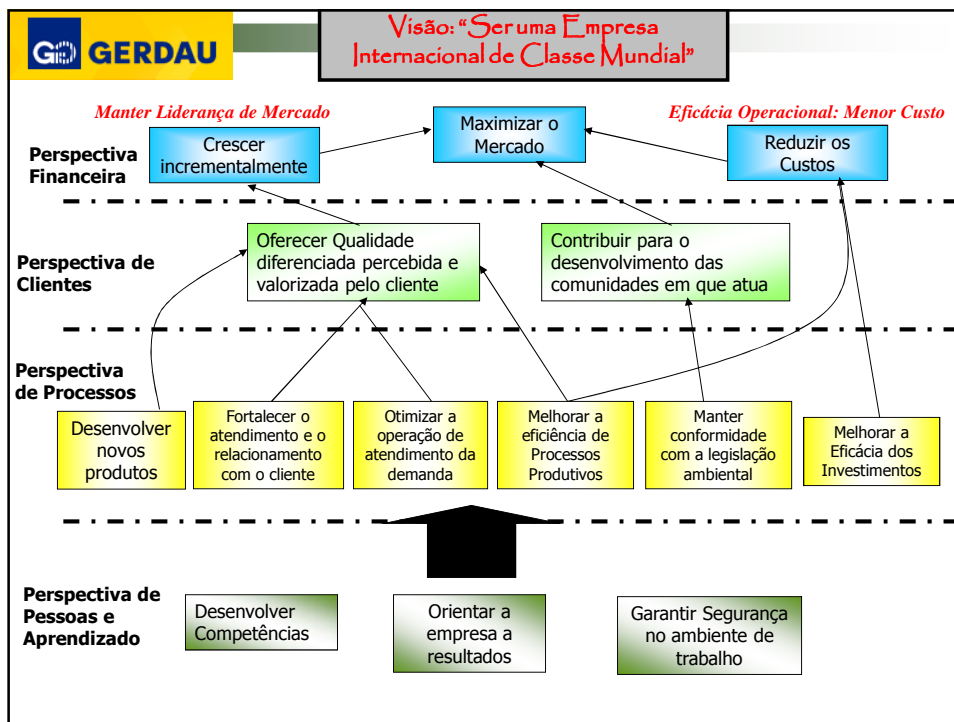 GERDAU
Visão: “Ser uma Empresa
Internacional de Classe Mundial”
Manter Liderança de Mercado
Eficácia Operacional: Menor Custo
Perspectiva
Financeira
Crescer
incrementalmente
Maximizar o
Mercado
Reduzir os
Custos
Perspectiva de
Clientes
Oferecer Qualidade
diferenciada percebida e
valorizada pelo cliente
Contribuir para o
desenvolvimento das
comunidades em que atua
Perspectiva
de Processos
Desenvolver
novos
produtos
Fortalecer o
atendimento e o
relacionamento
com o cliente
Otimizar a
operação de
atendimento da
demanda
Melhorar a
eficiência de
Processos
Produtivos
Manter
conformidade
com a legislação
ambiental
Melhorar a
Eficácia dos
Investimentos
Perspectiva de
Pessoas e
Aprendizado
Desenvolver
Competências
Orientar a
empresa a
resultados
Garantir Segurança
no ambiente de
trabalho